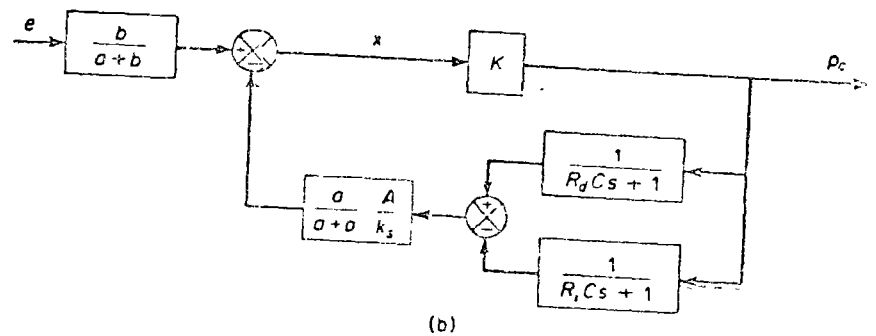 e
b
a + b
+
−
x
K
p_c
1
R_d Cs + 1
a
a + a
A
k_s
+
−
1
R_i Cs + 1
(b)